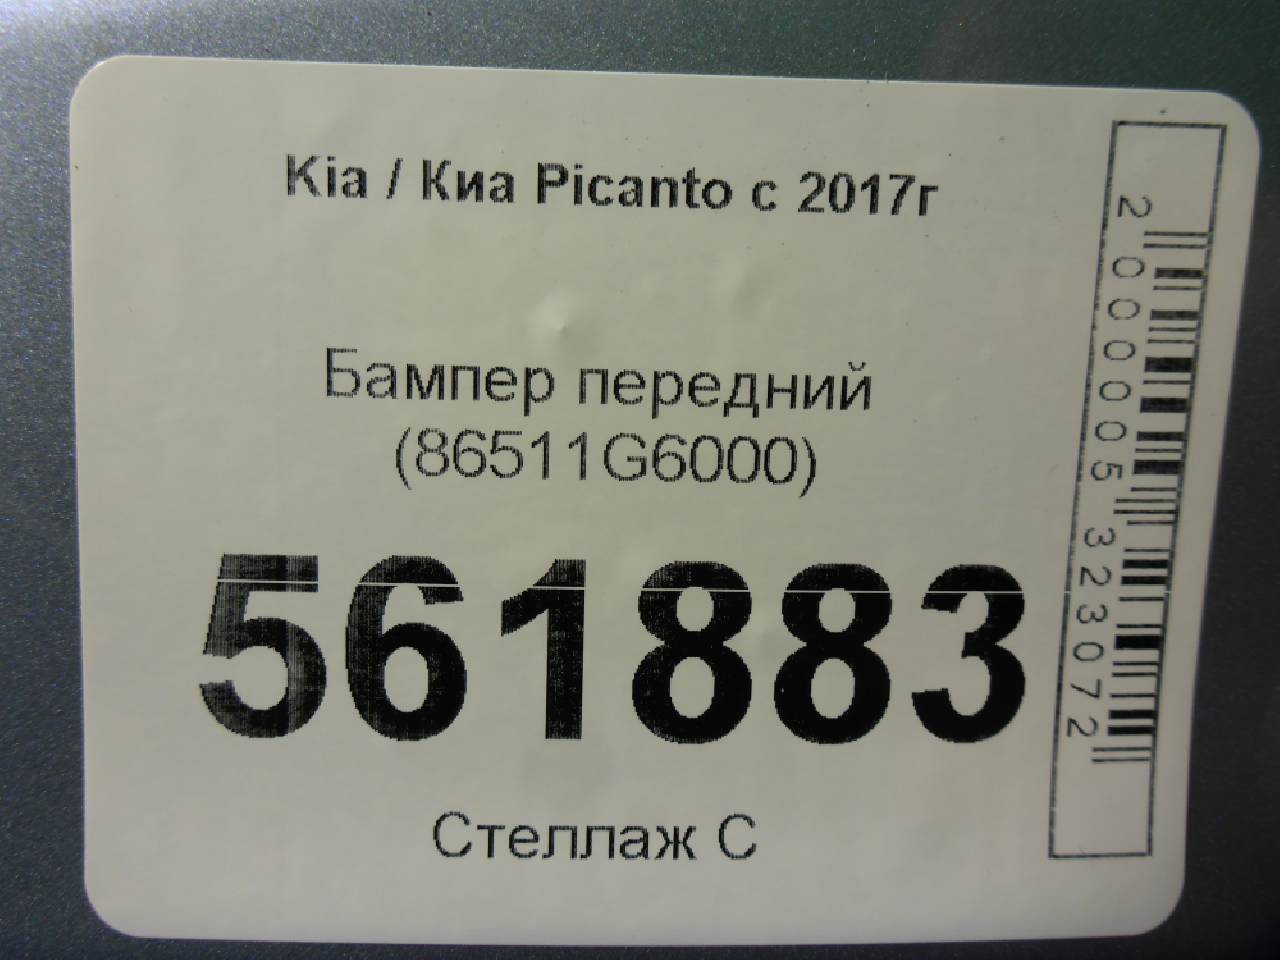 Kia / Киа Picanto с 2017г
Бампер передний
(86511G6000)
561883
Стеллаж С
2000005323072